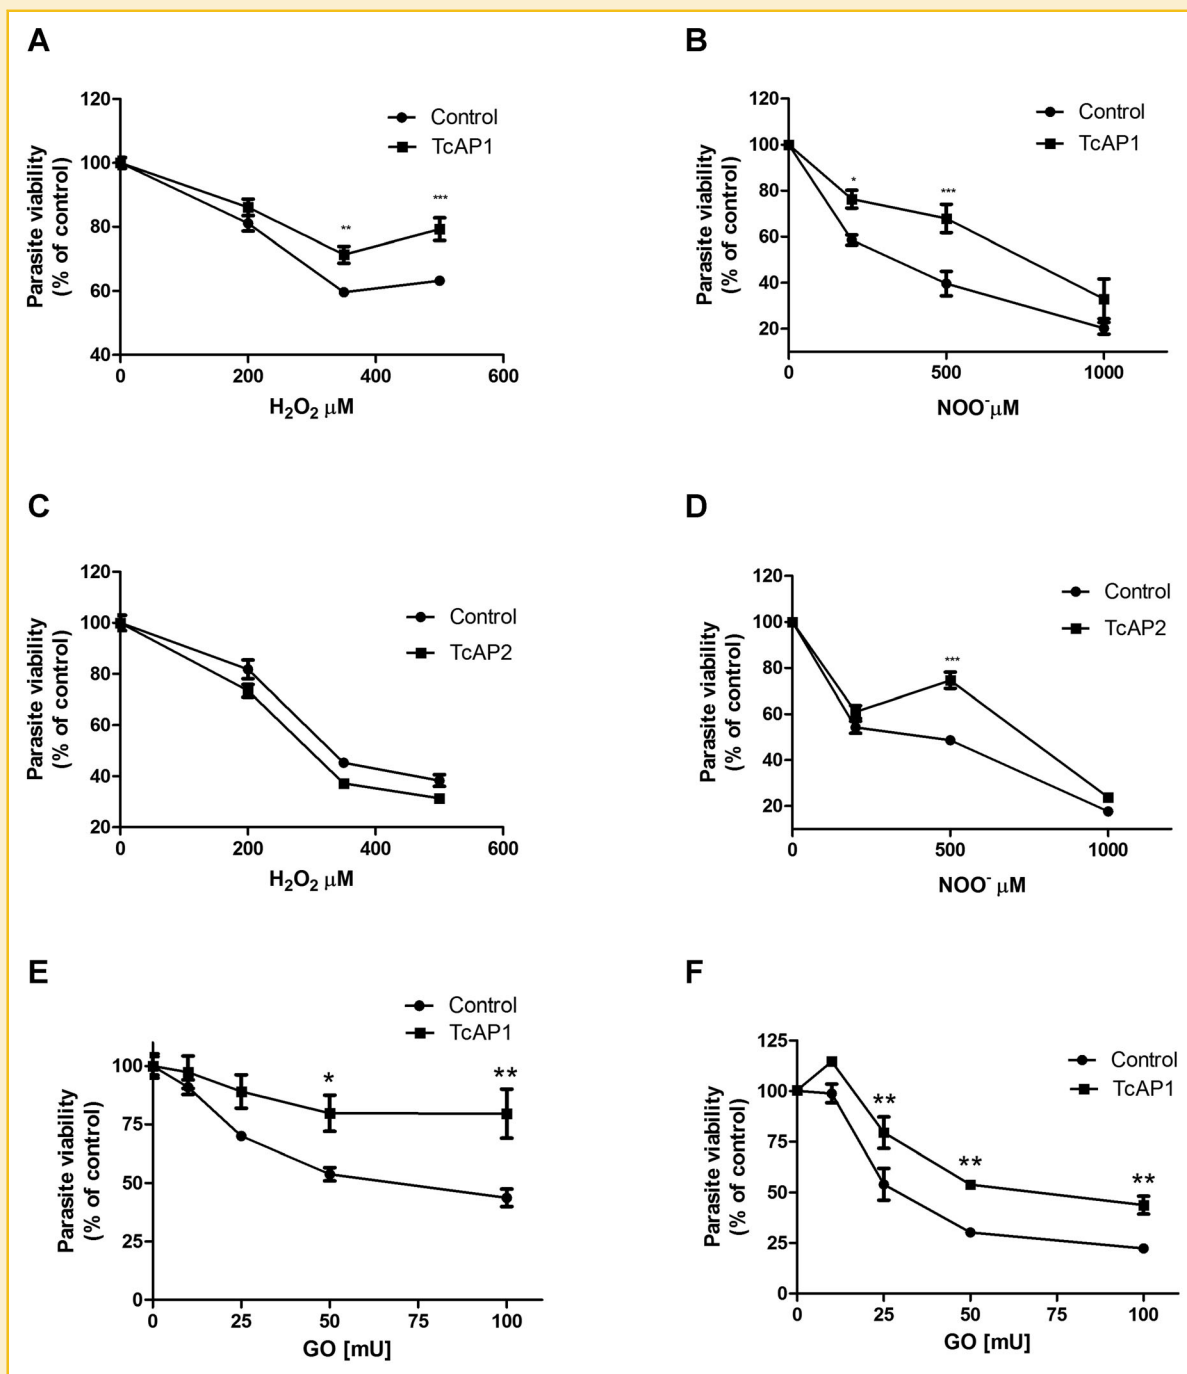 A
120
100
80
60
40
Parasite viability
(% of control)
Control
TcAP1
**
***
0 200 400 600
H₂O₂ μM
B
120
100
80
60
40
20
Parasite viability
(% of control)
Control
TcAP1
*
***
0 500 1000
NOO⁻μM
C
120
100
80
60
40
20
Parasite viability
(% of control)
Control
TcAP2
0 200 400 600
H₂O₂ μM
D
120
100
80
60
40
20
Parasite viability
(% of control)
Control
TcAP2
***
0 500 1000
NOO⁻ μM
E
100
75
50
25
0
Parasite viability
(% of control)
Control
TcAP1
*
**
0 25 50 75 100
GO [mU]
F
125
100
75
50
25
0
Parasite viability
(% of control)
Control
TcAP1
**
**
**
0 25 50 75 100
GO [mU]